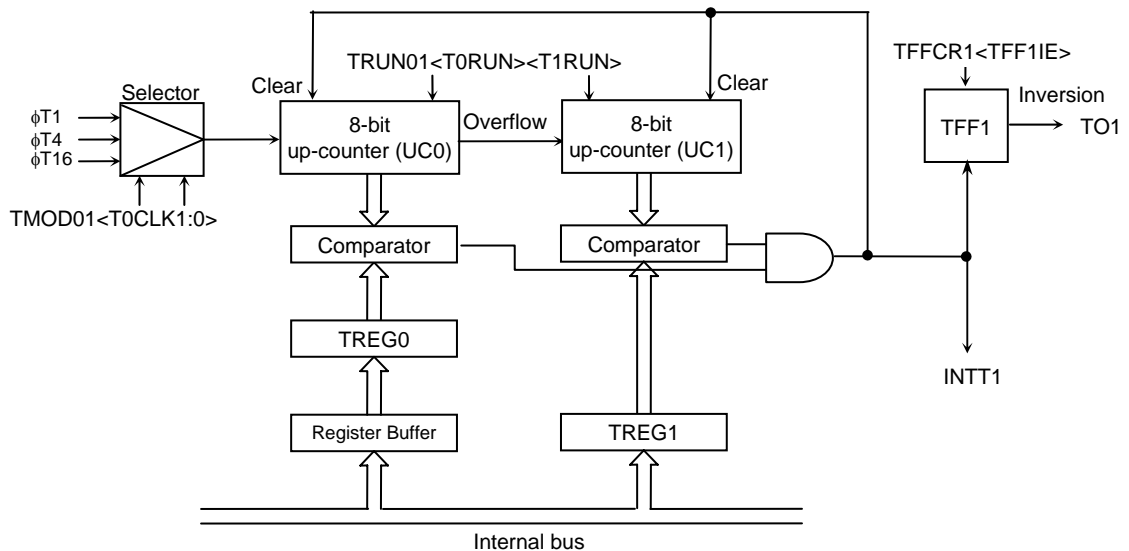 TRUN01<T0RUN><T1RUN>
TFFCR1<TFF1IE>
Selector
Clear
Clear
Inversion
ϕT1
ϕT4
ϕT16
8-bit
up-counter (UC0)
Overflow
8-bit
up-counter (UC1)
TFF1
TO1
TMOD01<T0CLK1:0>
Comparator
Comparator
TREG0
INTT1
Register Buffer
TREG1
Internal bus